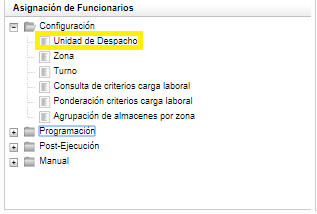 Asignación de Funcionarios
Configuración
Unidad de Despacho
Zona
Turno
Consulta de criterios carga laboral
Ponderación criterios carga laboral
Agrupación de almacenes por zona
Programación
Post-Ejecución
Manual